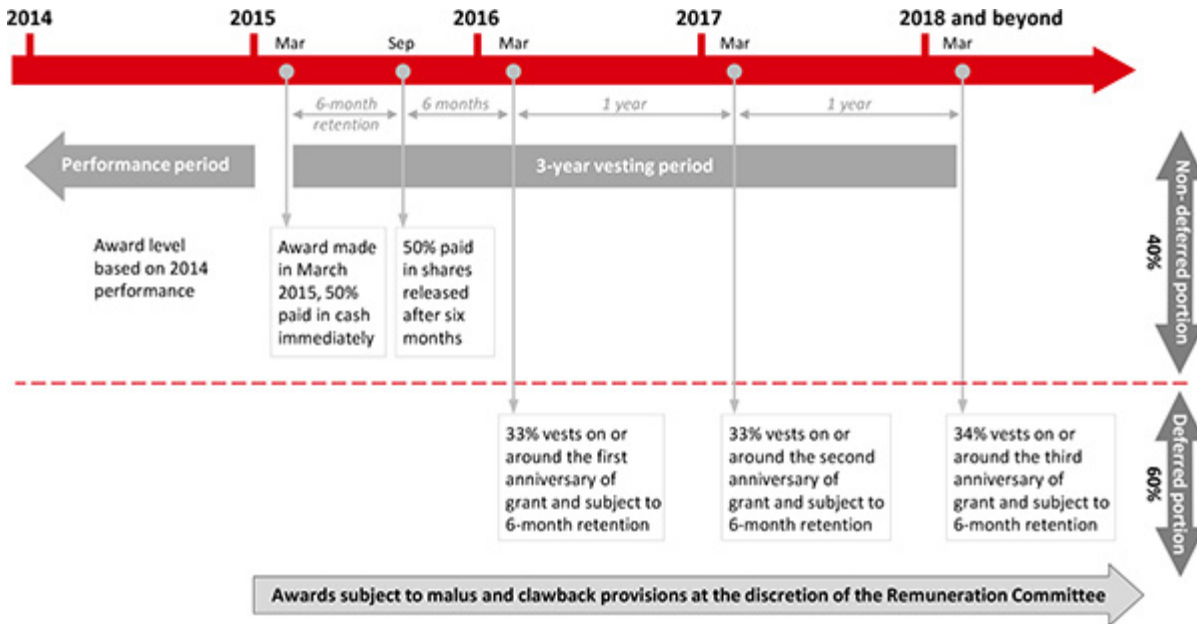 2014 2015 2016 2017 2018 and beyond
Mar Sep Mar Mar Mar
6-month
retention
6 months
1 year
1 year
Performance period
3-year vesting period
Award level
based on 2014
performance
Award made
in March
2015, 50%
paid in cash
immediately
50% paid
in shares
released
after six
months
Non- deferred portion
40%
33% vests on or
around the first
anniversary of
grant and subject to
6-month retention
33% vests on or
around the second
anniversary of
grant and subject to
6-month retention
34% vests on or
around the third
anniversary of
grant and subject to
6-month retention
Deferred portion
60%
Awards subject to malus and clawback provisions at the discretion of the Remuneration Committee